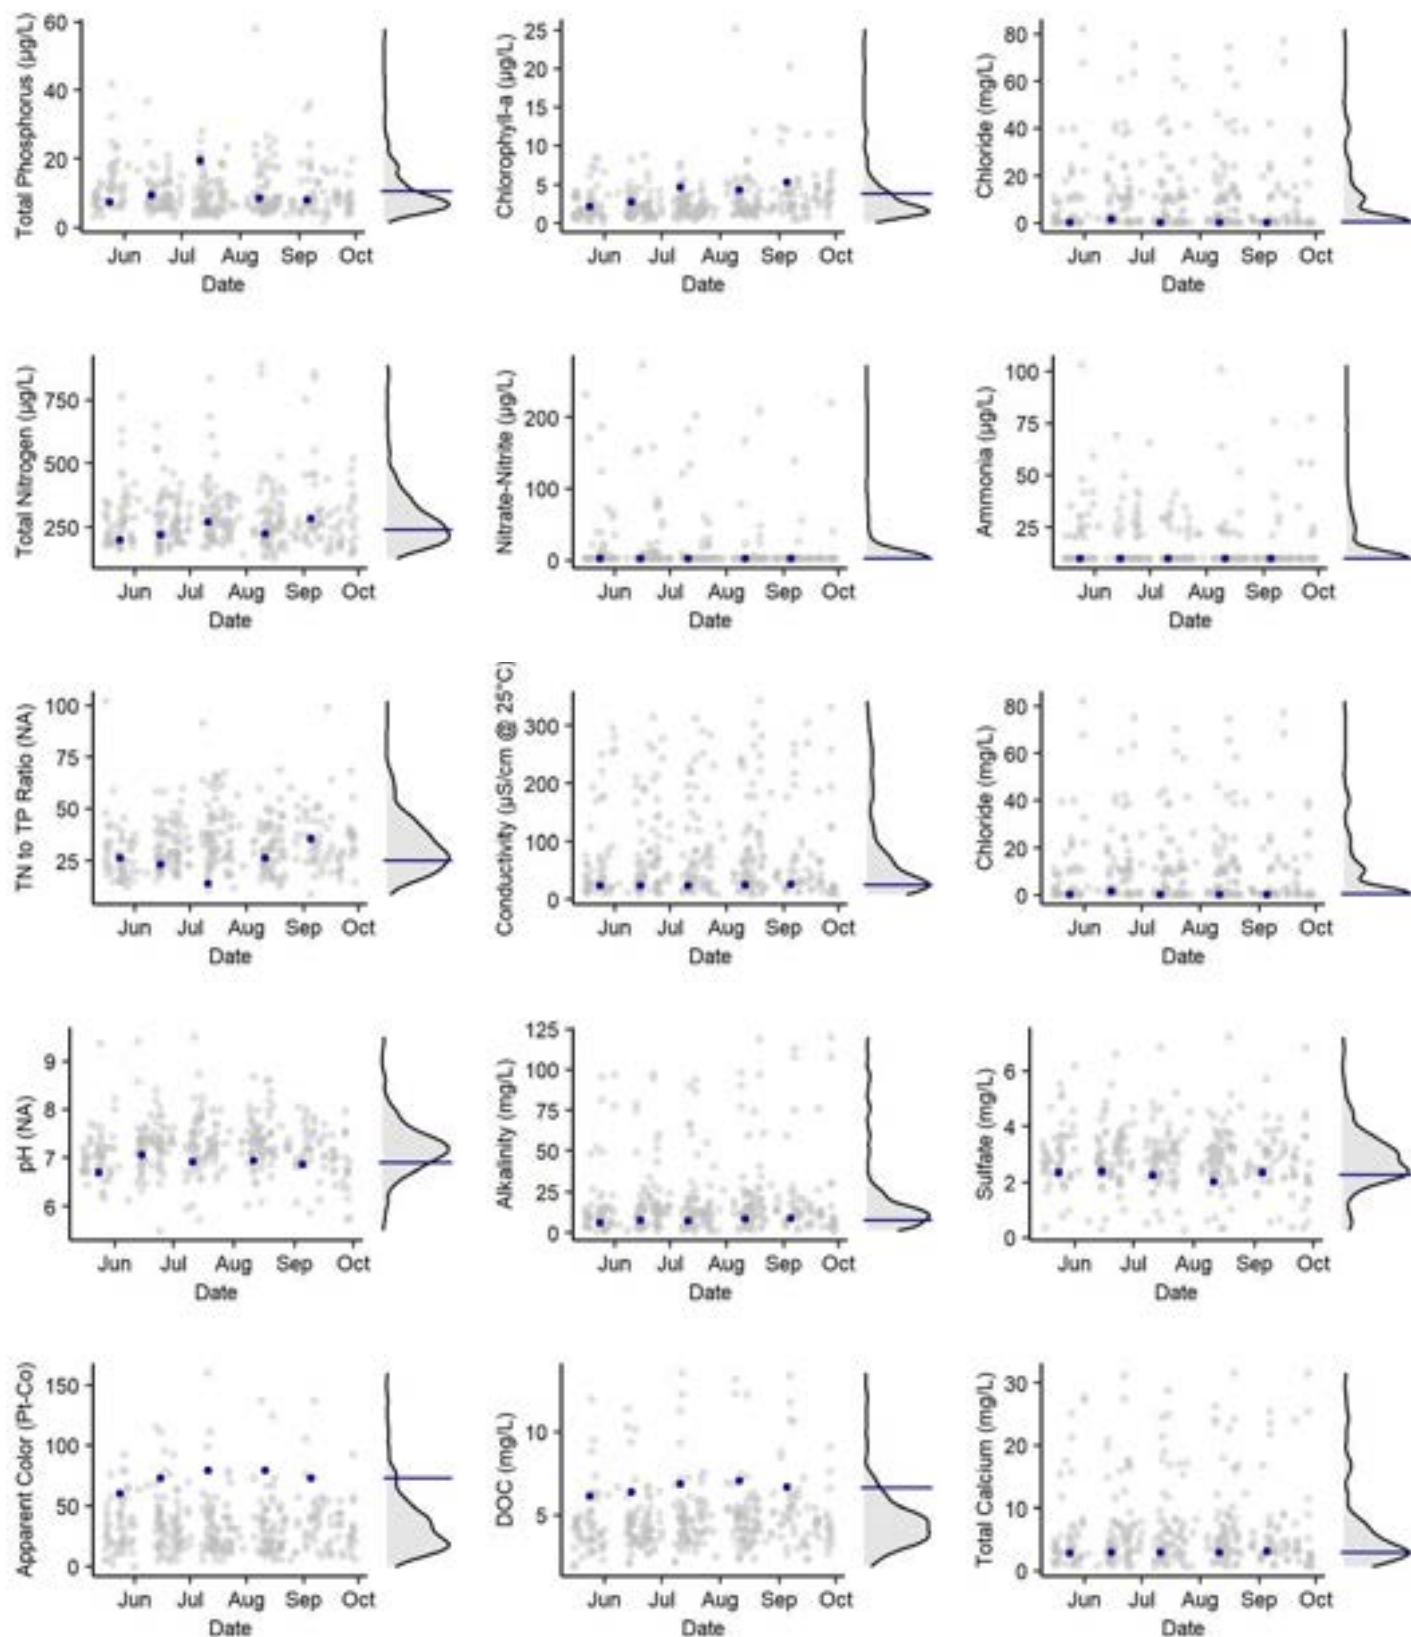 Total Phosphorus (µg/L)
60
40
20
0
Jun Jul Aug Sep Oct
Date
Chlorophyll-a (µg/L)
25
20
15
10
5
0
Jun Jul Aug Sep Oct
Date
Chloride (mg/L)
80
60
40
20
0
Jun Jul Aug Sep Oct
Date
Total Nitrogen (µg/L)
750
500
250
Jun Jul Aug Sep Oct
Date
Nitrate-Nitrite (µg/L)
200
100
0
Jun Jul Aug Sep Oct
Date
Ammonia (µg/L)
100
75
50
25
Jun Jul Aug Sep Oct
Date
TN to TP Ratio (NA)
100
75
50
25
Jun Jul Aug Sep Oct
Date
Conductivity (µS/cm @ 25°C)
300
200
100
0
Jun Jul Aug Sep Oct
Date
Chloride (mg/L)
80
60
40
20
0
Jun Jul Aug Sep Oct
Date
pH (NA)
9
8
7
6
Jun Jul Aug Sep Oct
Date
Alkalinity (mg/L)
125
100
75
50
25
0
Jun Jul Aug Sep Oct
Date
Sulfate (mg/L)
6
4
2
0
Jun Jul Aug Sep Oct
Date
Apparent Color (Pt-Co)
150
100
50
0
Jun Jul Aug Sep Oct
Date
DOC (mg/L)
10
5
Jun Jul Aug Sep Oct
Date
Total Calcium (mg/L)
30
20
10
0
Jun Jul Aug Sep Oct
Date